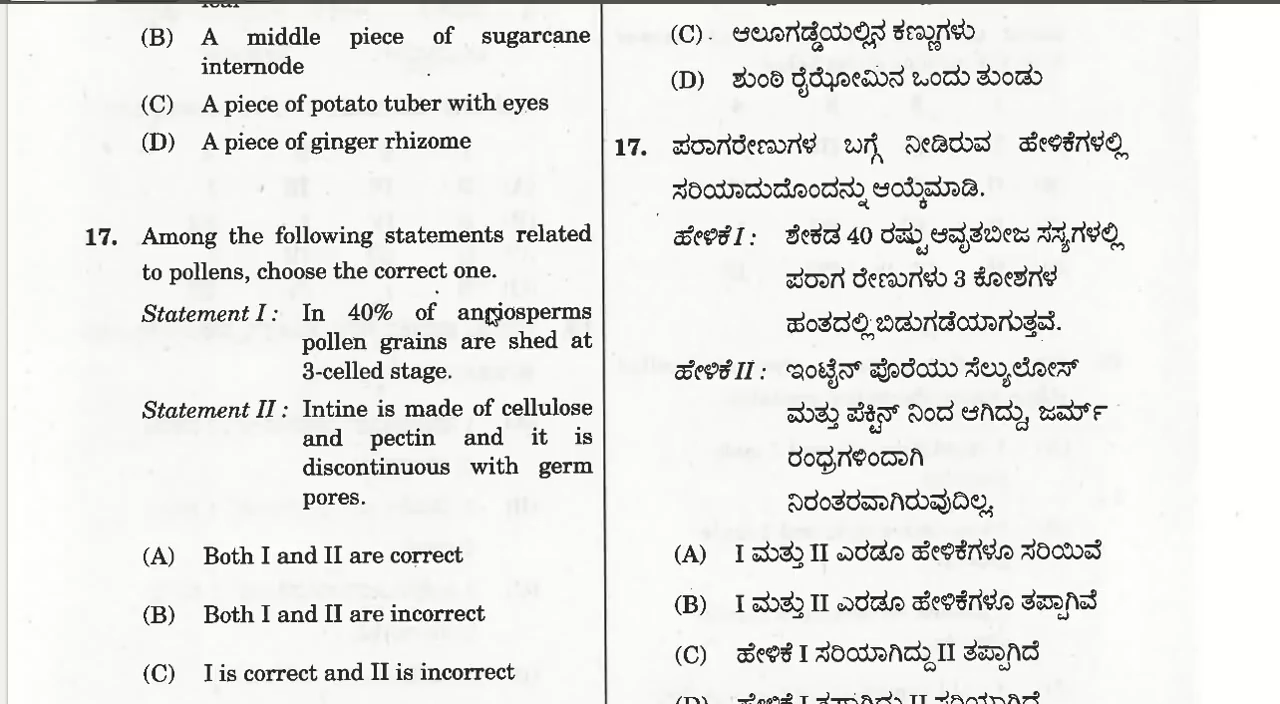 (B) A middle piece of sugarcane
internode
(C) A piece of potato tuber with eyes
(D) A piece of ginger rhizome
17. Among the following statements related
to pollens, choose the correct one.
Statement I : In 40% of angiosperms
pollen grains are shed at
3-celled stage.
Statement II : Intine is made of cellulose
and pectin and it is
discontinuous with germ
pores.
(A) Both I and II are correct
(B) Both I and II are incorrect
(C) I is correct and II is incorrect
(C) ಆಲೂಗಡ್ಡೆಯಲ್ಲಿನ ಕಣ್ಣುಗಳು
(D) ಶುಂಠಿ ರೈಝೋಮಿನ ಒಂದು ತುಂಡು
17. ಪರಾಗರೇಣುಗಳ ಬಗ್ಗೆ ನೀಡಿರುವ ಹೇಳಿಕೆಗಳಲ್ಲಿ
ಸರಿಯಾದುದೊಂದನ್ನು ಆಯ್ಕೆಮಾಡಿ.
ಹೇಳಿಕೆ I : ಶೇಕಡ 40 ರಷ್ಟು ಆವೃತಬೀಜ ಸಸ್ಯಗಳಲ್ಲಿ
ಪರಾಗ ರೇಣುಗಳು 3 ಕೋಶಗಳ
ಹಂತದಲ್ಲಿ ಬಿಡುಗಡೆಯಾಗುತ್ತವೆ.
ಹೇಳಿಕೆ II : ಇಂಟೈನ್ ಪೊರೆಯು ಸೆಲ್ಯುಲೋಸ್
ಮತ್ತು ಪೆಕ್ಟಿನ್ ನಿಂದ ಆಗಿದ್ದು, ಜರ್ಮ್
ರಂಧ್ರಗಳಿಂದಾಗಿ
ನಿರಂತರವಾಗಿರುವುದಿಲ್ಲ.
(A) I ಮತ್ತು II ಎರಡೂ ಹೇಳಿಕೆಗಳೂ ಸರಿಯಿವೆ
(B) I ಮತ್ತು II ಎರಡೂ ಹೇಳಿಕೆಗಳೂ ತಪ್ಪಾಗಿವೆ
(C) ಹೇಳಿಕೆ I ಸರಿಯಾಗಿದ್ದು II ತಪ್ಪಾಗಿದೆ